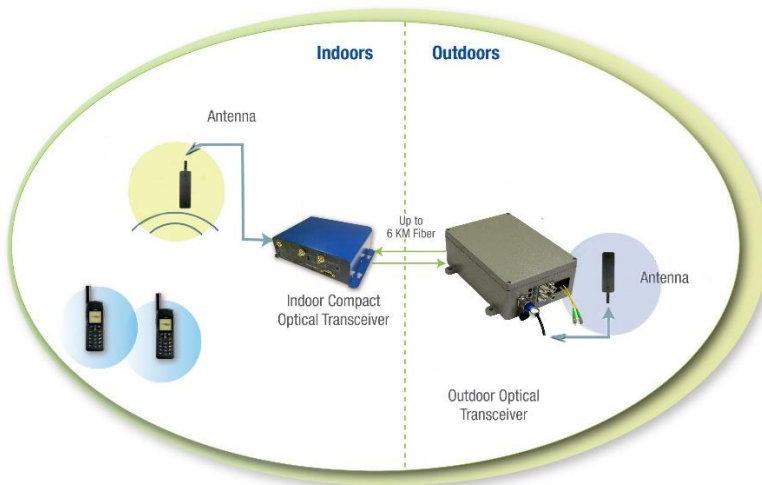 Indoors
Outdoors
Antenna
Up to
6 KM Fiber
Indoor Compact
Optical Transceiver
Antenna
Outdoor Optical
Transceiver